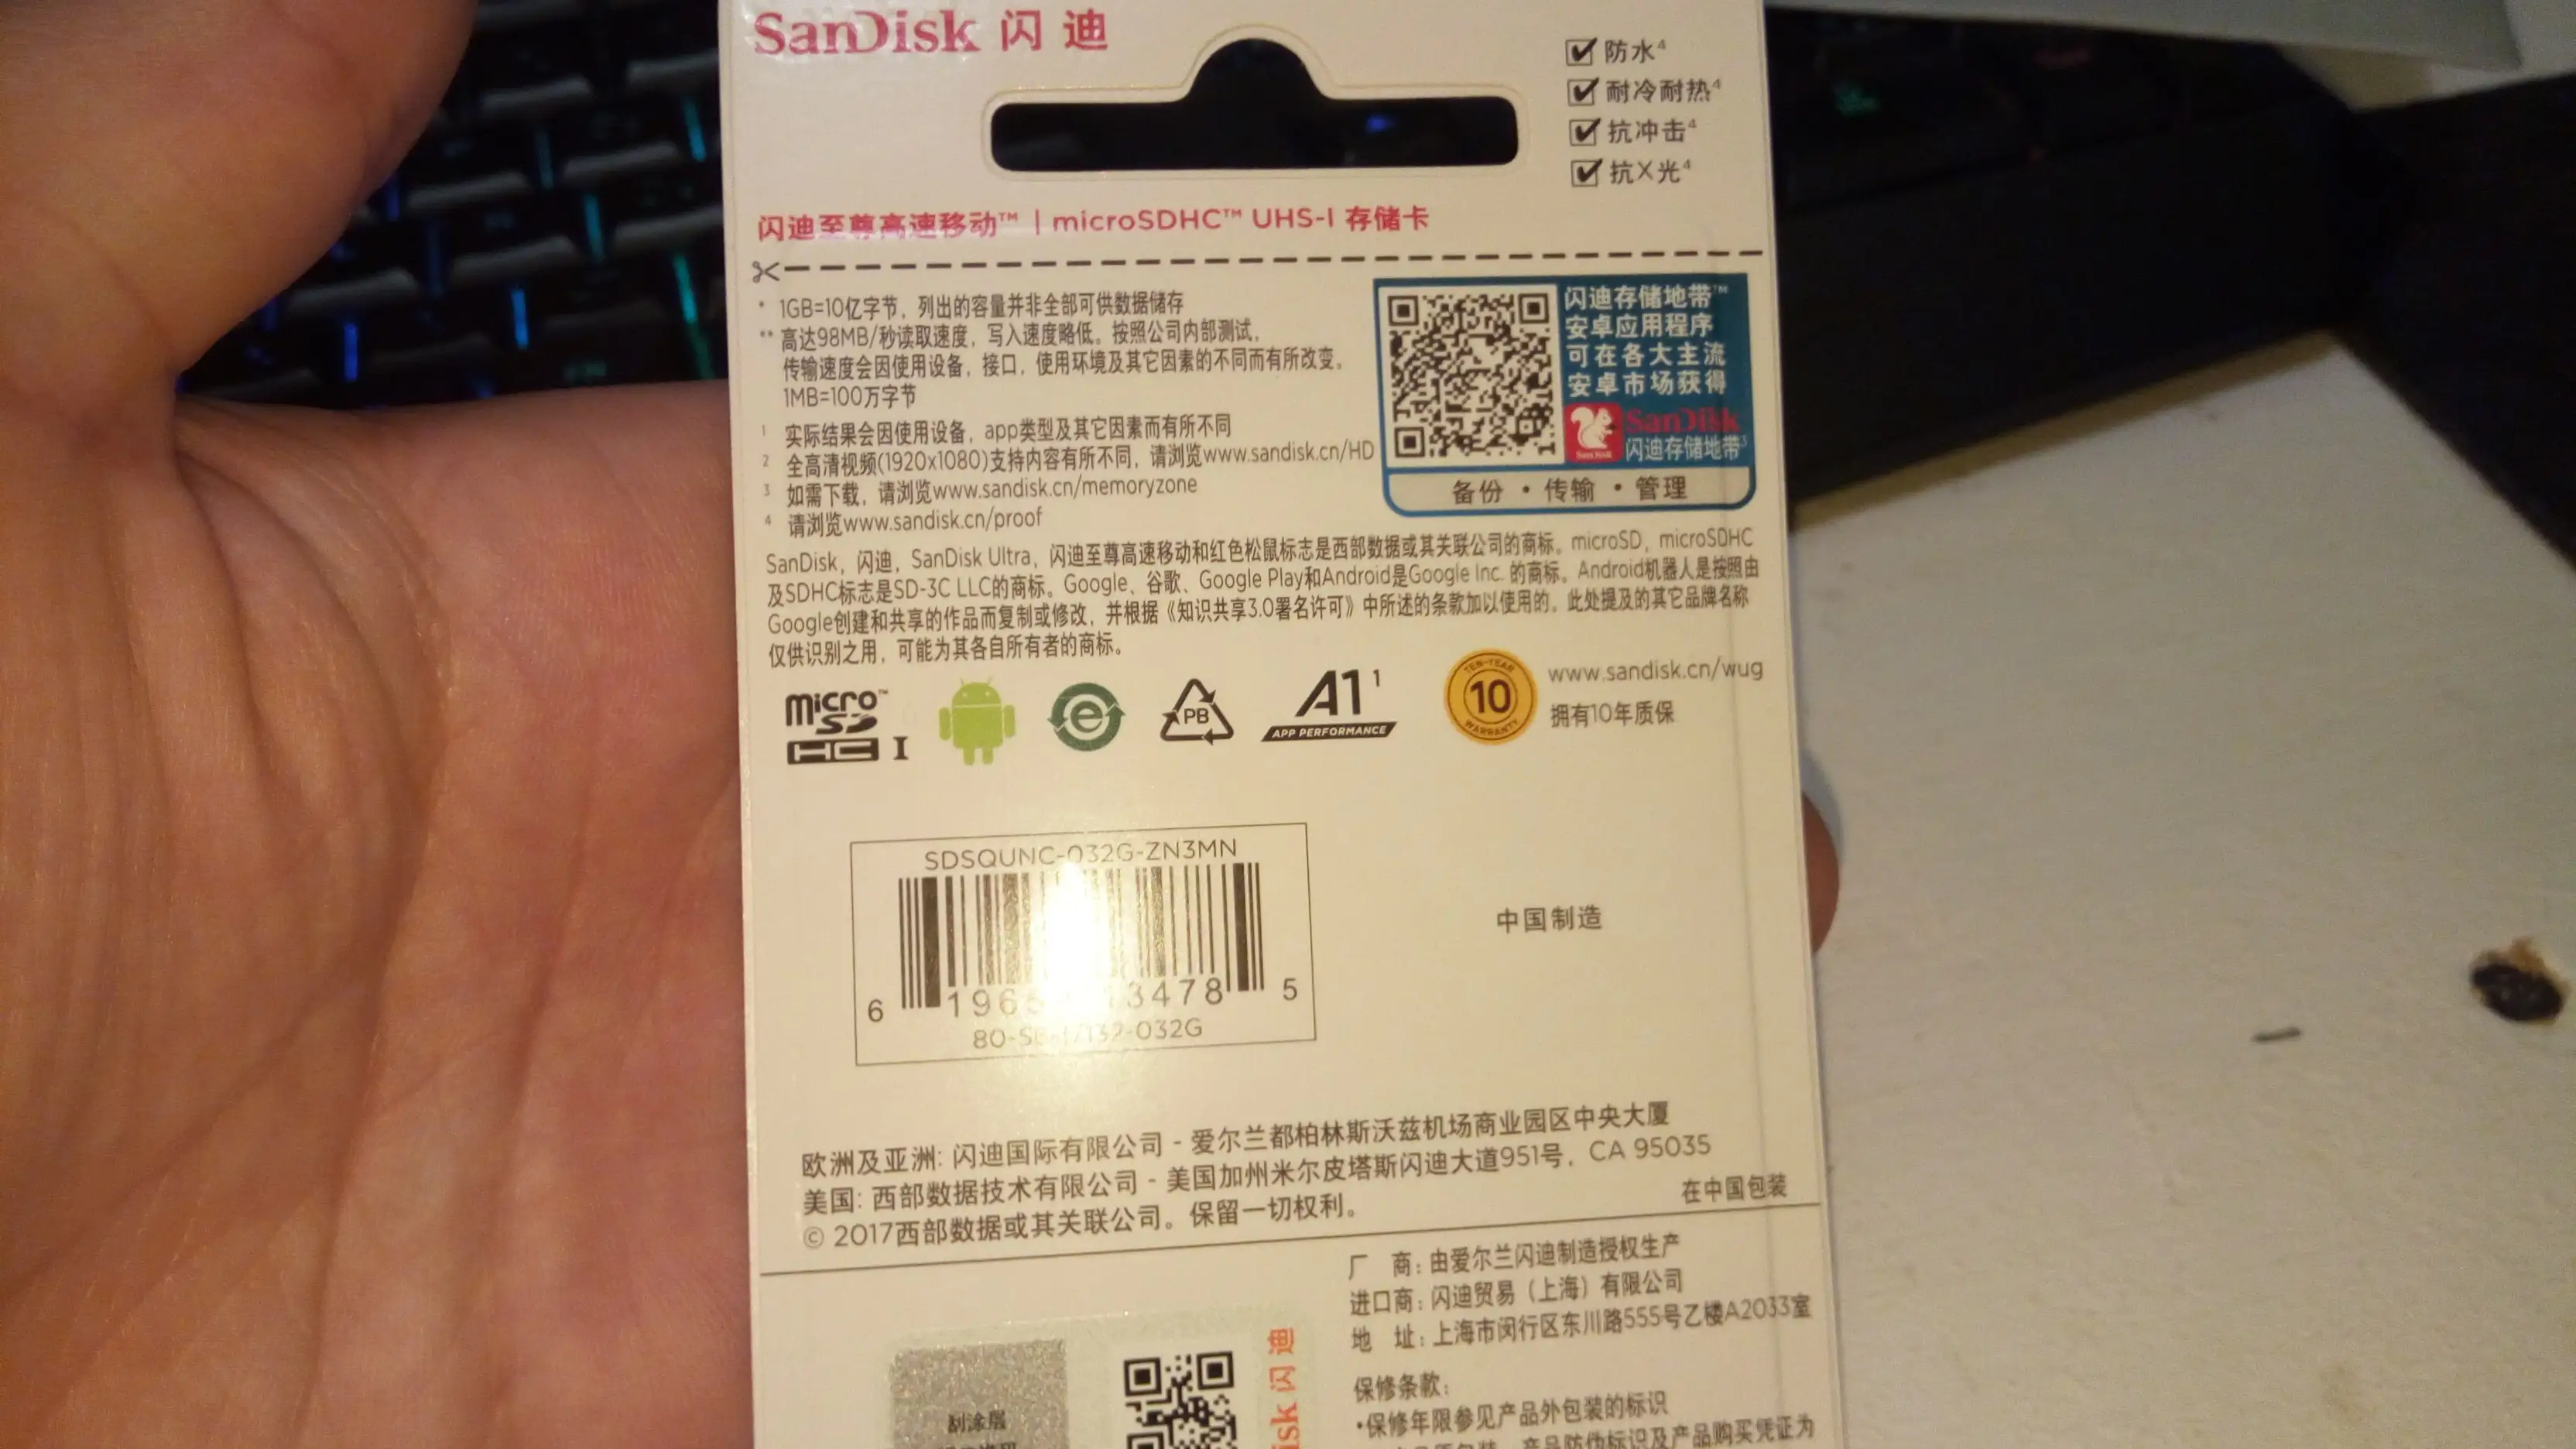 SanDisk 闪迪
防水⁴
耐冷耐热⁴
抗冲击⁴
抗X光⁴
闪迪至尊高速移动™ | microSDHC™ UHS-I 存储卡
* 1GB=10亿字节，列出的容量并非全部可供数据储存
** 高达98MB/秒读取速度，写入速度略低。按照公司内部测试，
传输速度会因使用设备，接口，使用环境及其它因素的不同而有所改变。
1MB=100万字节
1 实际结果会因使用设备，app类型及其它因素而有所不同
2 全高清视频(1920x1080)支持内容有所不同，请浏览www.sandisk.cn/HD
3 如需下载，请浏览www.sandisk.cn/memoryzone
4 请浏览www.sandisk.cn/proof
闪迪存储地带™
安卓应用程序
可在各大主流
安卓市场获得
SanDisk
SanDisk
闪迪存储地带³
备份 · 传输 · 管理
SanDisk，闪迪，SanDisk Ultra，闪迪至尊高速移动和红色松鼠标志是西部数据或其关联公司的商标。microSD，microSDHC
及SDHC标志是SD-3C LLC的商标。Google、谷歌、Google Play和Android是Google Inc. 的商标。Android机器人是按照由
Google创建和共享的作品而复制或修改，并根据《知识共享3.0署名许可》中所述的条款加以使用的。此处提及的其它品牌名称
仅供识别之用，可能为其各自所有者的商标。
micro™
SD
HC I
e
PB
A1¹
APP PERFORMANCE
TEN-YEAR
10
WARRANTY
www.sandisk.cn/wug
拥有10年质保
SDSQUNC-032G-ZN3MN
6 3478 5
中国制造
欧洲及亚洲: 闪迪国际有限公司 - 爱尔兰都柏林斯沃兹机场商业园区中央大厦
美国: 西部数据技术有限公司 - 美国加州米尔皮塔斯闪迪大道951号，CA 95035
© 2017西部数据或其关联公司。保留一切权利。
在中国包装
厂 商: 由爱尔兰闪迪制造授权生产
进口商: 闪迪贸易（上海）有限公司
地 址: 上海市闵行区东川路555号乙楼A2033室
保修条款:
•保修年限参见产品外包装的标识
产品防伪标识及产品购买凭证为
刮涂层
isk 闪迪